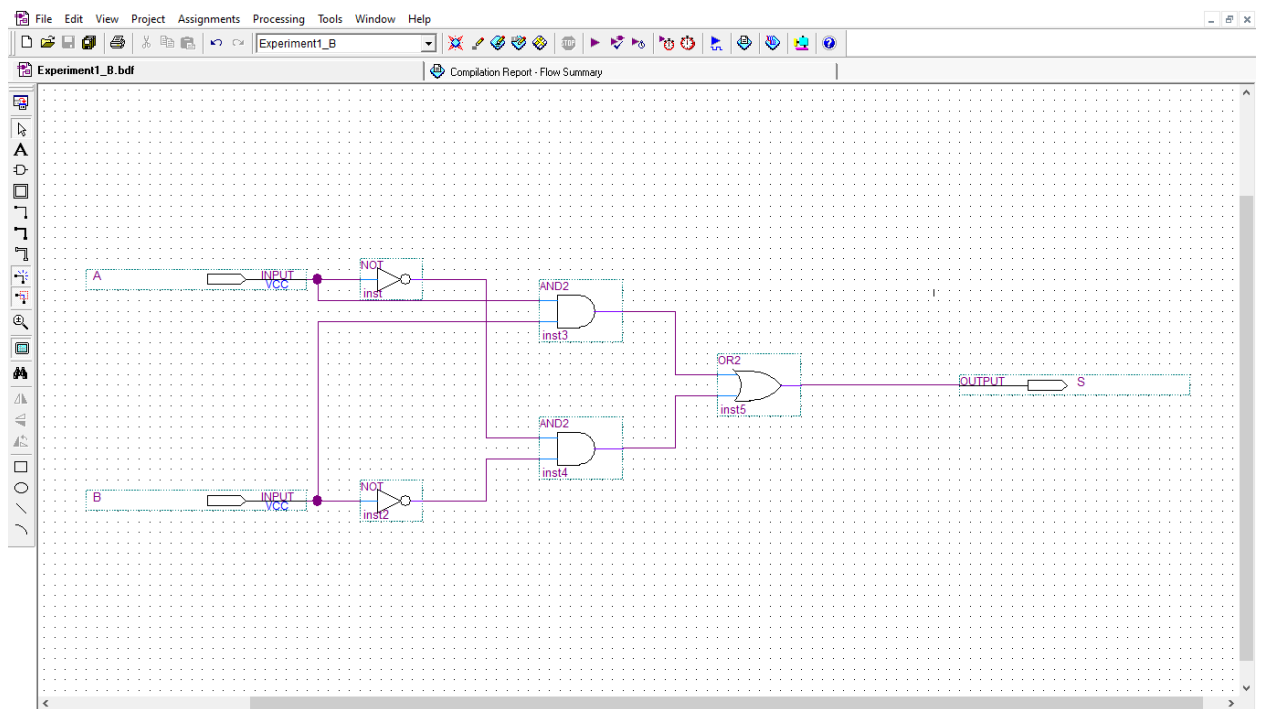 File Edit View Project Assignments Processing Tools Window Help
Experiment1_B
STOP
Experiment1_B.bdf
Compilation Report - Flow Summary
A
A INPUT VCC
NOT
inst
AND2
inst3
OR2
inst5
OUTPUT S
AND2
inst4
B INPUT VCC
NOT
inst2